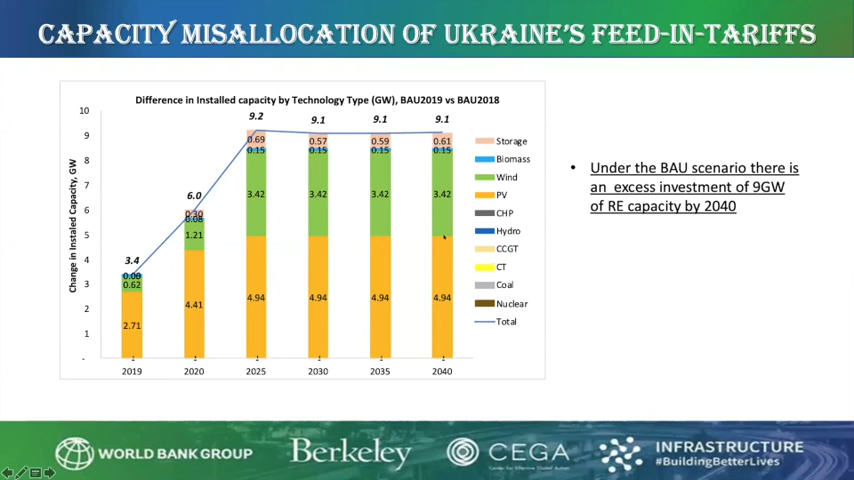 CAPACITY MISALLOCATION OF UKRAINE'S FEED-IN-TARIFFS
Difference in Installed capacity by Technology Type (GW), BAU2019 vs BAU2018
Change in Instaled Capacity, GW
10
9
8
7
6
5
4
3
2
1
-
3.4
0.62
2.71
6.0
0.30
0.08
1.21
4.41
9.2
0.69
0.15
3.42
4.94
9.1
0.57
0.15
3.42
4.94
9.1
0.59
0.15
3.42
4.94
9.1
0.61
0.15
3.42
4.94
2019 2020 2025 2030 2035 2040
Storage
Biomass
Wind
PV
CHP
Hydro
CCGT
CT
Coal
Nuclear
Total
• Under the BAU scenario there is
an excess investment of 9GW
of RE capacity by 2040
WORLD BANK GROUP
Berkeley
CEGA
INFRASTRUCTURE
#BuildingBetterLives